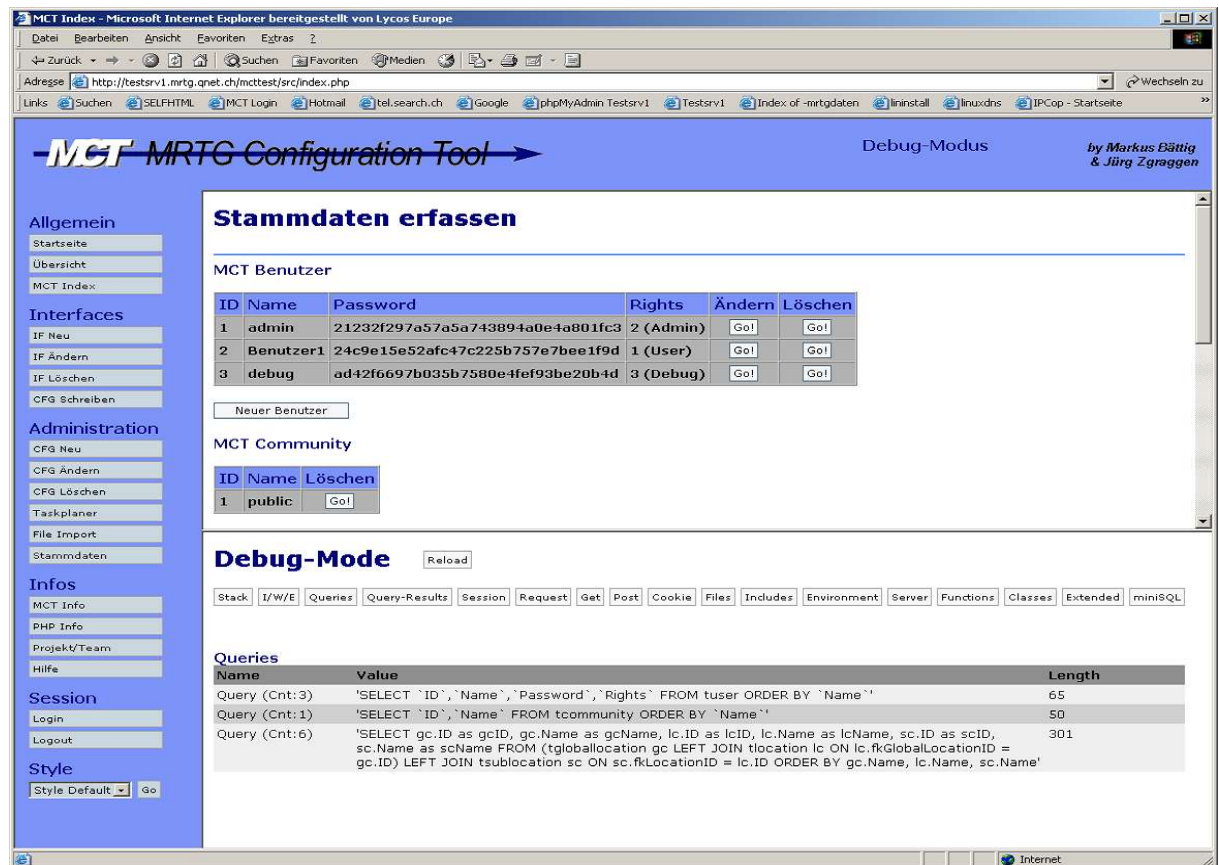 MCT Index - Microsoft Internet Explorer bereitgestellt von Lycos Europe
Datei Bearbeiten Ansicht Favoriten Extras ?
Zurück Suchen Favoriten Medien
Adresse http://testsrv1.mrtg.qnet.ch/mcttest/src/index.php Wechseln zu
Links Suchen SELFHTML MCT Login Hotmail tel.search.ch Google phpMyAdmin Testsrv1 Testsrv1 Index of -mrtgdaten lininstall linuxdns IPCop - Startseite »
MCT MRTG Configuration Tool
Debug-Modus
by Markus Bättig
& Jürg Zgraggen
Allgemein
Startseite
Übersicht
MCT Index
Interfaces
IF Neu
IF Ändern
IF Löschen
CFG Schreiben
Administration
CFG Neu
CFG Ändern
CFG Löschen
Taskplaner
File Import
Stammdaten
Infos
MCT Info
PHP Info
Projekt/Team
Hilfe
Session
Login
Logout
Style
Style Default Go
Stammdaten erfassen
MCT Benutzer
ID Name Password Rights Ändern Löschen
1 admin 21232f297a57a5a743894a0e4a801fc3 2 (Admin) Go! Go!
2 Benutzer1 24c9e15e52afc47c225b757e7bee1f9d 1 (User) Go! Go!
3 debug ad42f6697b035b7580e4fef93be20b4d 3 (Debug) Go! Go!
Neuer Benutzer
MCT Community
ID Name Löschen
1 public Go!
Debug-Mode Reload
Stack I/W/E Queries Query-Results Session Request Get Post Cookie Files Includes Environment Server Functions Classes Extended miniSQL
Queries
Name Value Length
Query (Cnt:3) 'SELECT `ID`,`Name`,`Password`,`Rights` FROM tuser ORDER BY `Name`' 65
Query (Cnt:1) 'SELECT `ID`,`Name` FROM tcommunity ORDER BY `Name`' 50
Query (Cnt:6) 'SELECT gc.ID as gcID, gc.Name as gcName, lc.ID as lcID, lc.Name as lcName, sc.ID as scID, 301
sc.Name as scName FROM (tgloballocation gc LEFT JOIN tlocation lc ON lc.fkGlobalLocationID =
gc.ID) LEFT JOIN tsublocation sc ON sc.fkLocationID = lc.ID ORDER BY gc.Name, lc.Name, sc.Name'
Internet